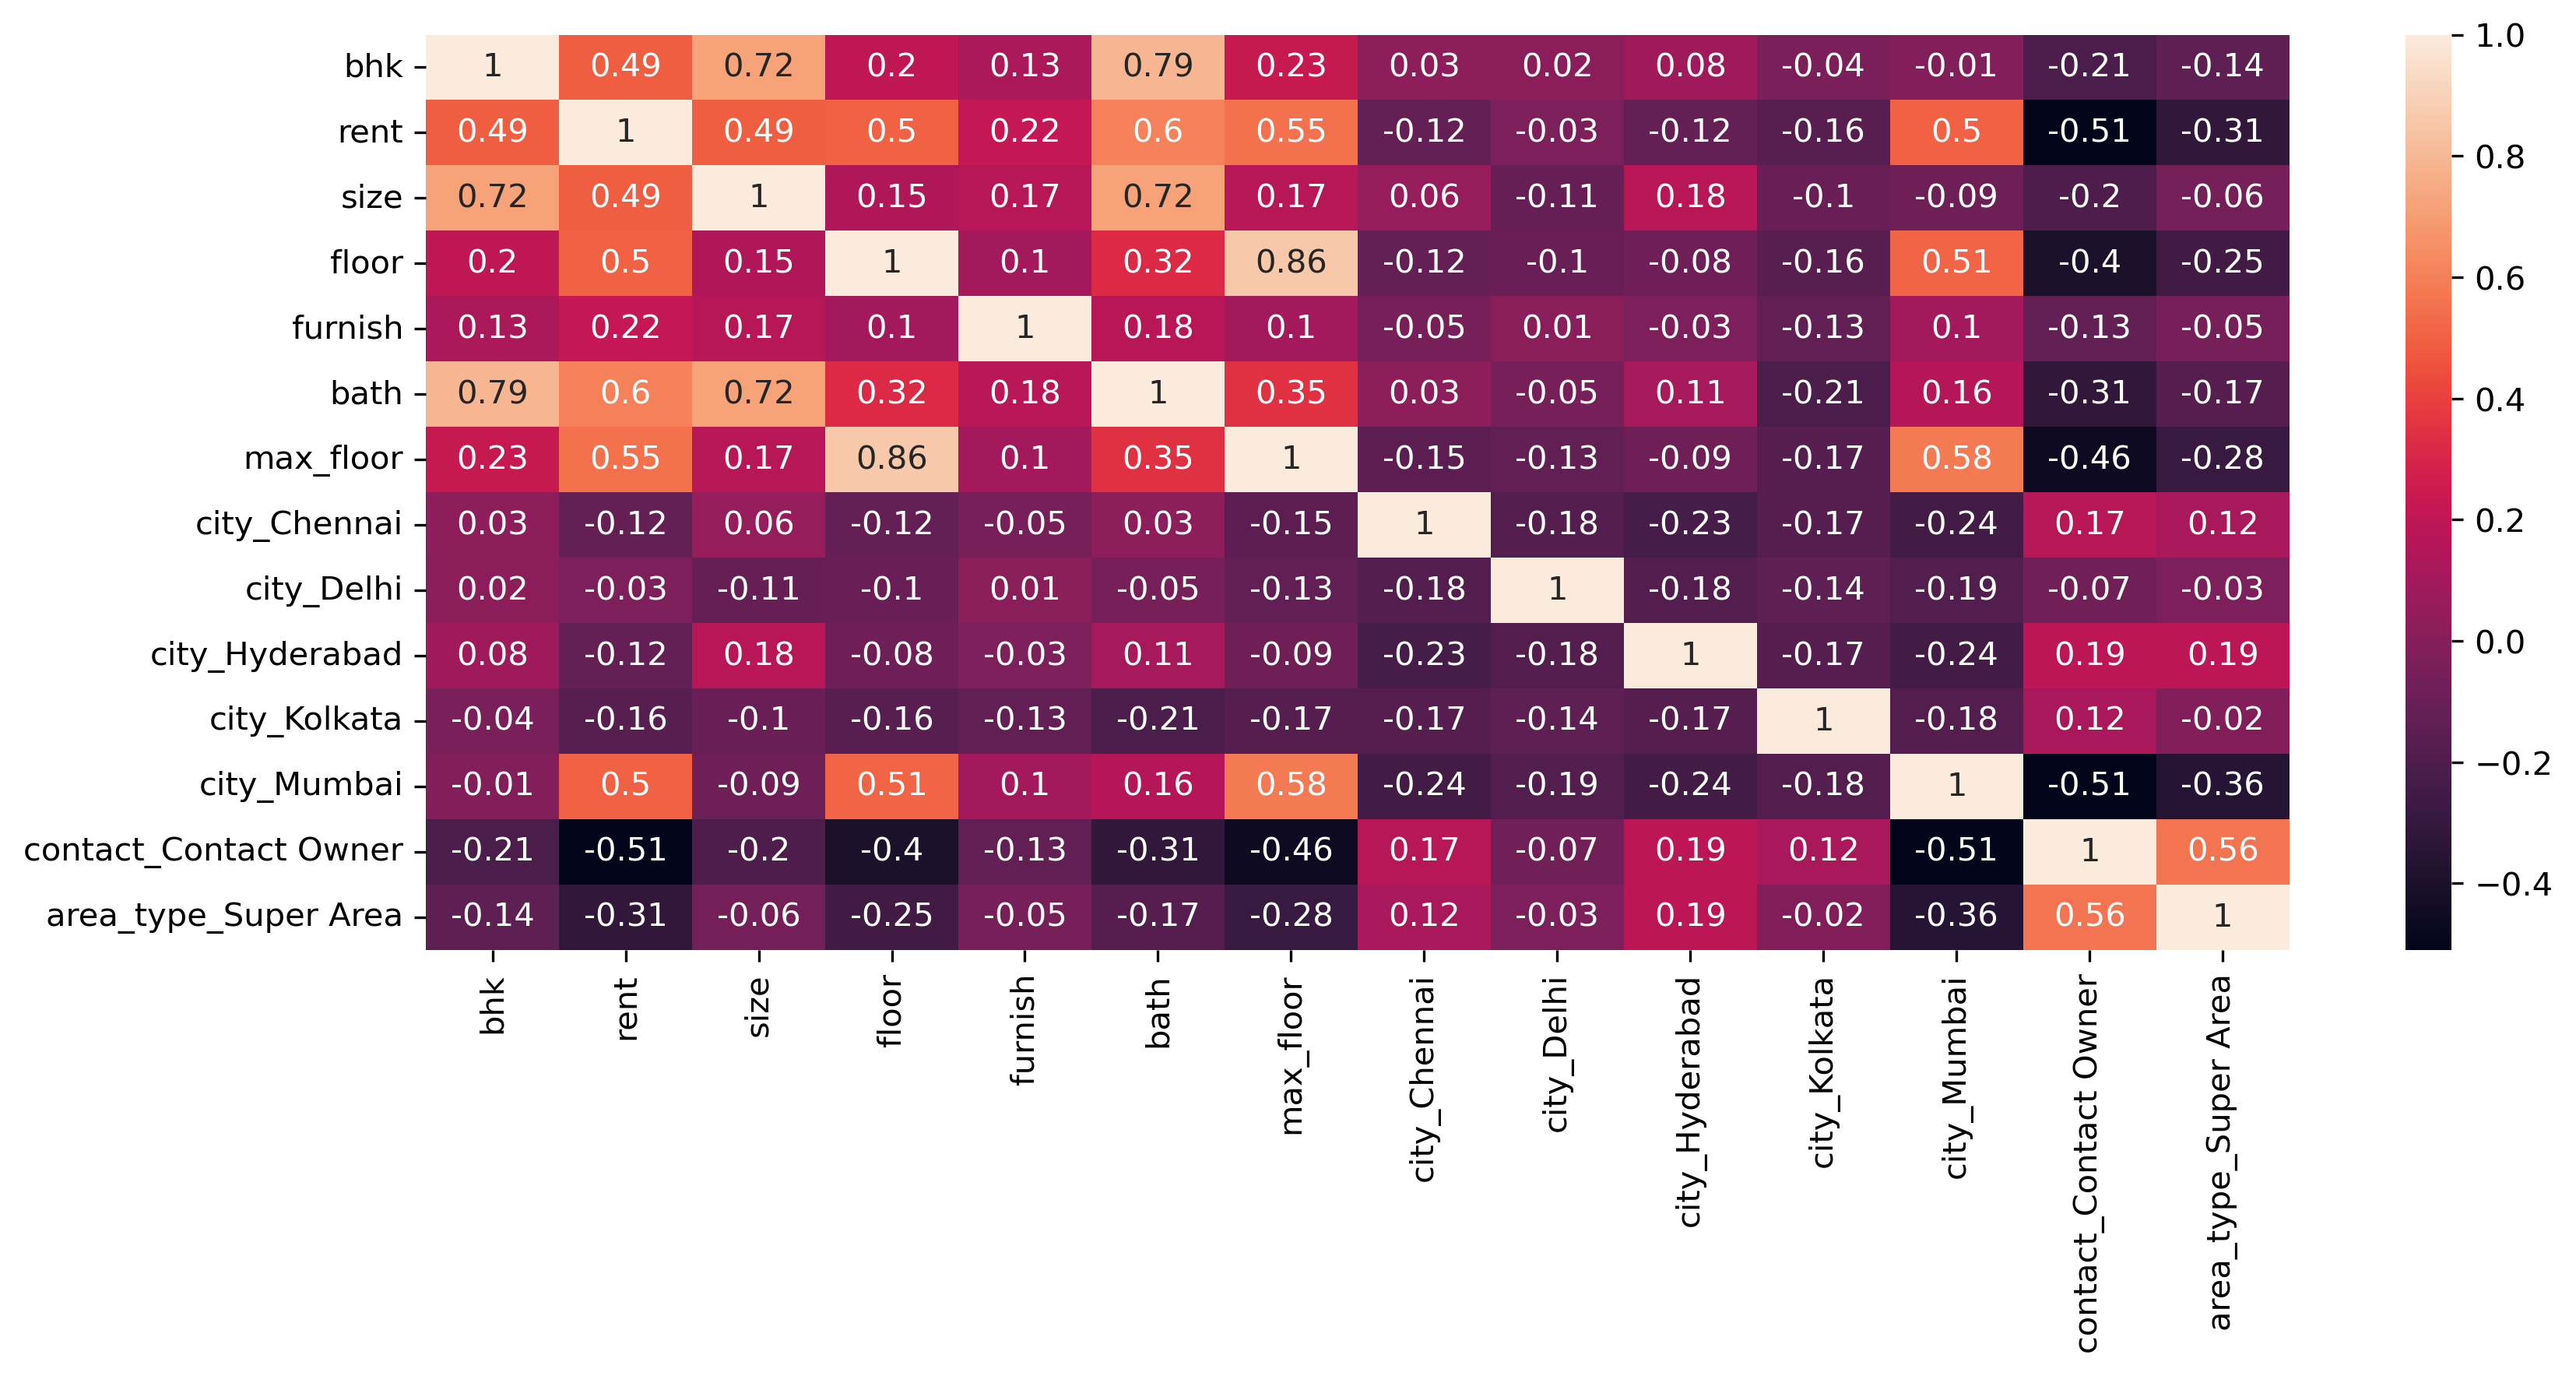 bhk 1 0.49 0.72 0.2 0.13 0.79 0.23 0.03 0.02 0.08 -0.04 -0.01 -0.21 -0.14
rent 0.49 1 0.49 0.5 0.22 0.6 0.55 -0.12 -0.03 -0.12 -0.16 0.5 -0.51 -0.31
size 0.72 0.49 1 0.15 0.17 0.72 0.17 0.06 -0.11 0.18 -0.1 -0.09 -0.2 -0.06
floor 0.2 0.5 0.15 1 0.1 0.32 0.86 -0.12 -0.1 -0.08 -0.16 0.51 -0.4 -0.25
furnish 0.13 0.22 0.17 0.1 1 0.18 0.1 -0.05 0.01 -0.03 -0.13 0.1 -0.13 -0.05
bath 0.79 0.6 0.72 0.32 0.18 1 0.35 0.03 -0.05 0.11 -0.21 0.16 -0.31 -0.17
max_floor 0.23 0.55 0.17 0.86 0.1 0.35 1 -0.15 -0.13 -0.09 -0.17 0.58 -0.46 -0.28
city_Chennai 0.03 -0.12 0.06 -0.12 -0.05 0.03 -0.15 1 -0.18 -0.23 -0.17 -0.24 0.17 0.12
city_Delhi 0.02 -0.03 -0.11 -0.1 0.01 -0.05 -0.13 -0.18 1 -0.18 -0.14 -0.19 -0.07 -0.03
city_Hyderabad 0.08 -0.12 0.18 -0.08 -0.03 0.11 -0.09 -0.23 -0.18 1 -0.17 -0.24 0.19 0.19
city_Kolkata -0.04 -0.16 -0.1 -0.16 -0.13 -0.21 -0.17 -0.17 -0.14 -0.17 1 -0.18 0.12 -0.02
city_Mumbai -0.01 0.5 -0.09 0.51 0.1 0.16 0.58 -0.24 -0.19 -0.24 -0.18 1 -0.51 -0.36
contact_Contact Owner -0.21 -0.51 -0.2 -0.4 -0.13 -0.31 -0.46 0.17 -0.07 0.19 0.12 -0.51 1 0.56
area_type_Super Area -0.14 -0.31 -0.06 -0.25 -0.05 -0.17 -0.28 0.12 -0.03 0.19 -0.02 -0.36 0.56 1
bhk
rent
size
floor
furnish
bath
max_floor
city_Chennai
city_Delhi
city_Hyderabad
city_Kolkata
city_Mumbai
contact_Contact Owner
area_type_Super Area
1.0
0.8
0.6
0.4
0.2
0.0
−0.2
−0.4